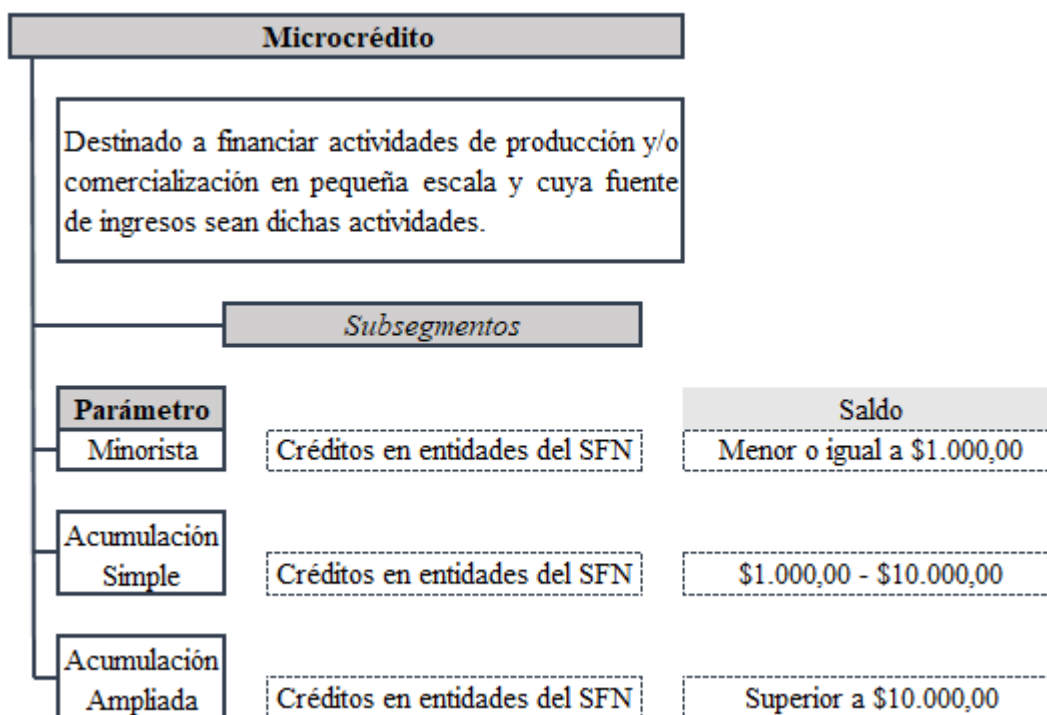 Microcrédito
Destinado a financiar actividades de producción y/o
comercialización en pequeña escala y cuya fuente
de ingresos sean dichas actividades.
Subsegmentos
Parámetro
Saldo
Minorista
Créditos en entidades del SFN
Menor o igual a $1.000,00
Acumulación
Simple
Créditos en entidades del SFN
$1.000,00 - $10.000,00
Acumulación
Ampliada
Créditos en entidades del SFN
Superior a $10.000,00